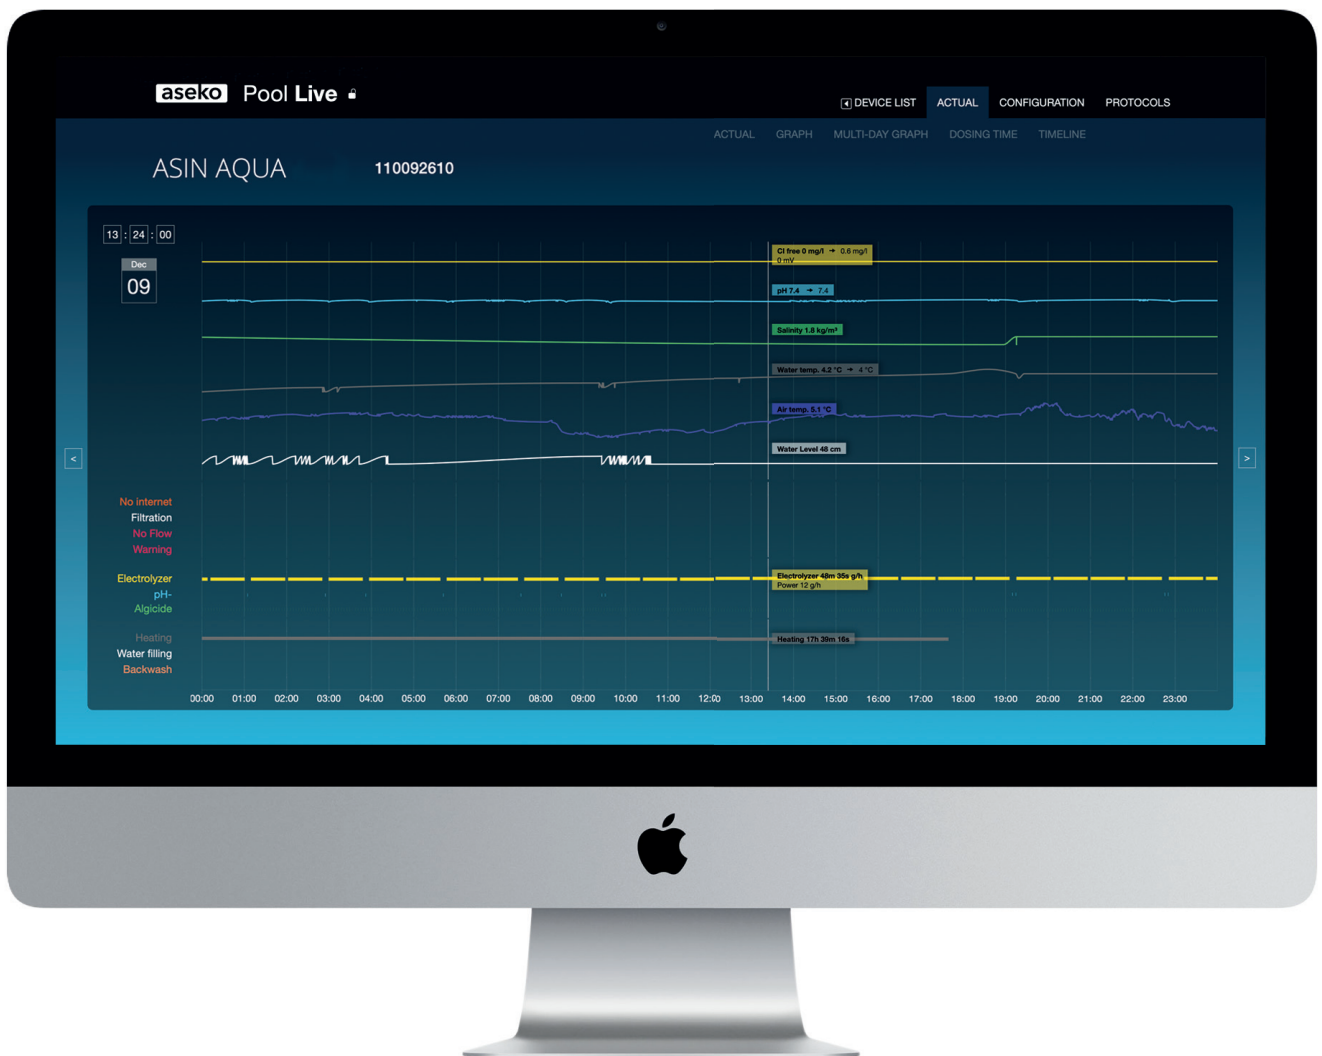 aseko Pool Live
DEVICE LIST ACTUAL CONFIGURATION PROTOCOLS
ACTUAL GRAPH MULTI-DAY GRAPH DOSING TIME TIMELINE
ASIN AQUA 110092610
13 : 24 : 00
Dec
09
Cl free 0 mg/l → 0.6 mg/l
0 mV
pH 7.4 → 7.4
Salinity 1.8 kg/m³
Water temp. 4.2 °C → 4 °C
Air temp. 5.1 °C
Water Level 48 cm
< >
No internet
Filtration
No Flow
Warning
Electrolyzer
Electrolyzer 48m 35s g/h
Power 12 g/h
pH-
Algicide
Heating
Heating 17h 39m 16s
Water filling
Backwash
00:00 01:00 02:00 03:00 04:00 05:00 06:00 07:00 08:00 09:00 10:00 11:00 12:00 13:00 14:00 15:00 16:00 17:00 18:00 19:00 20:00 21:00 22:00 23:00